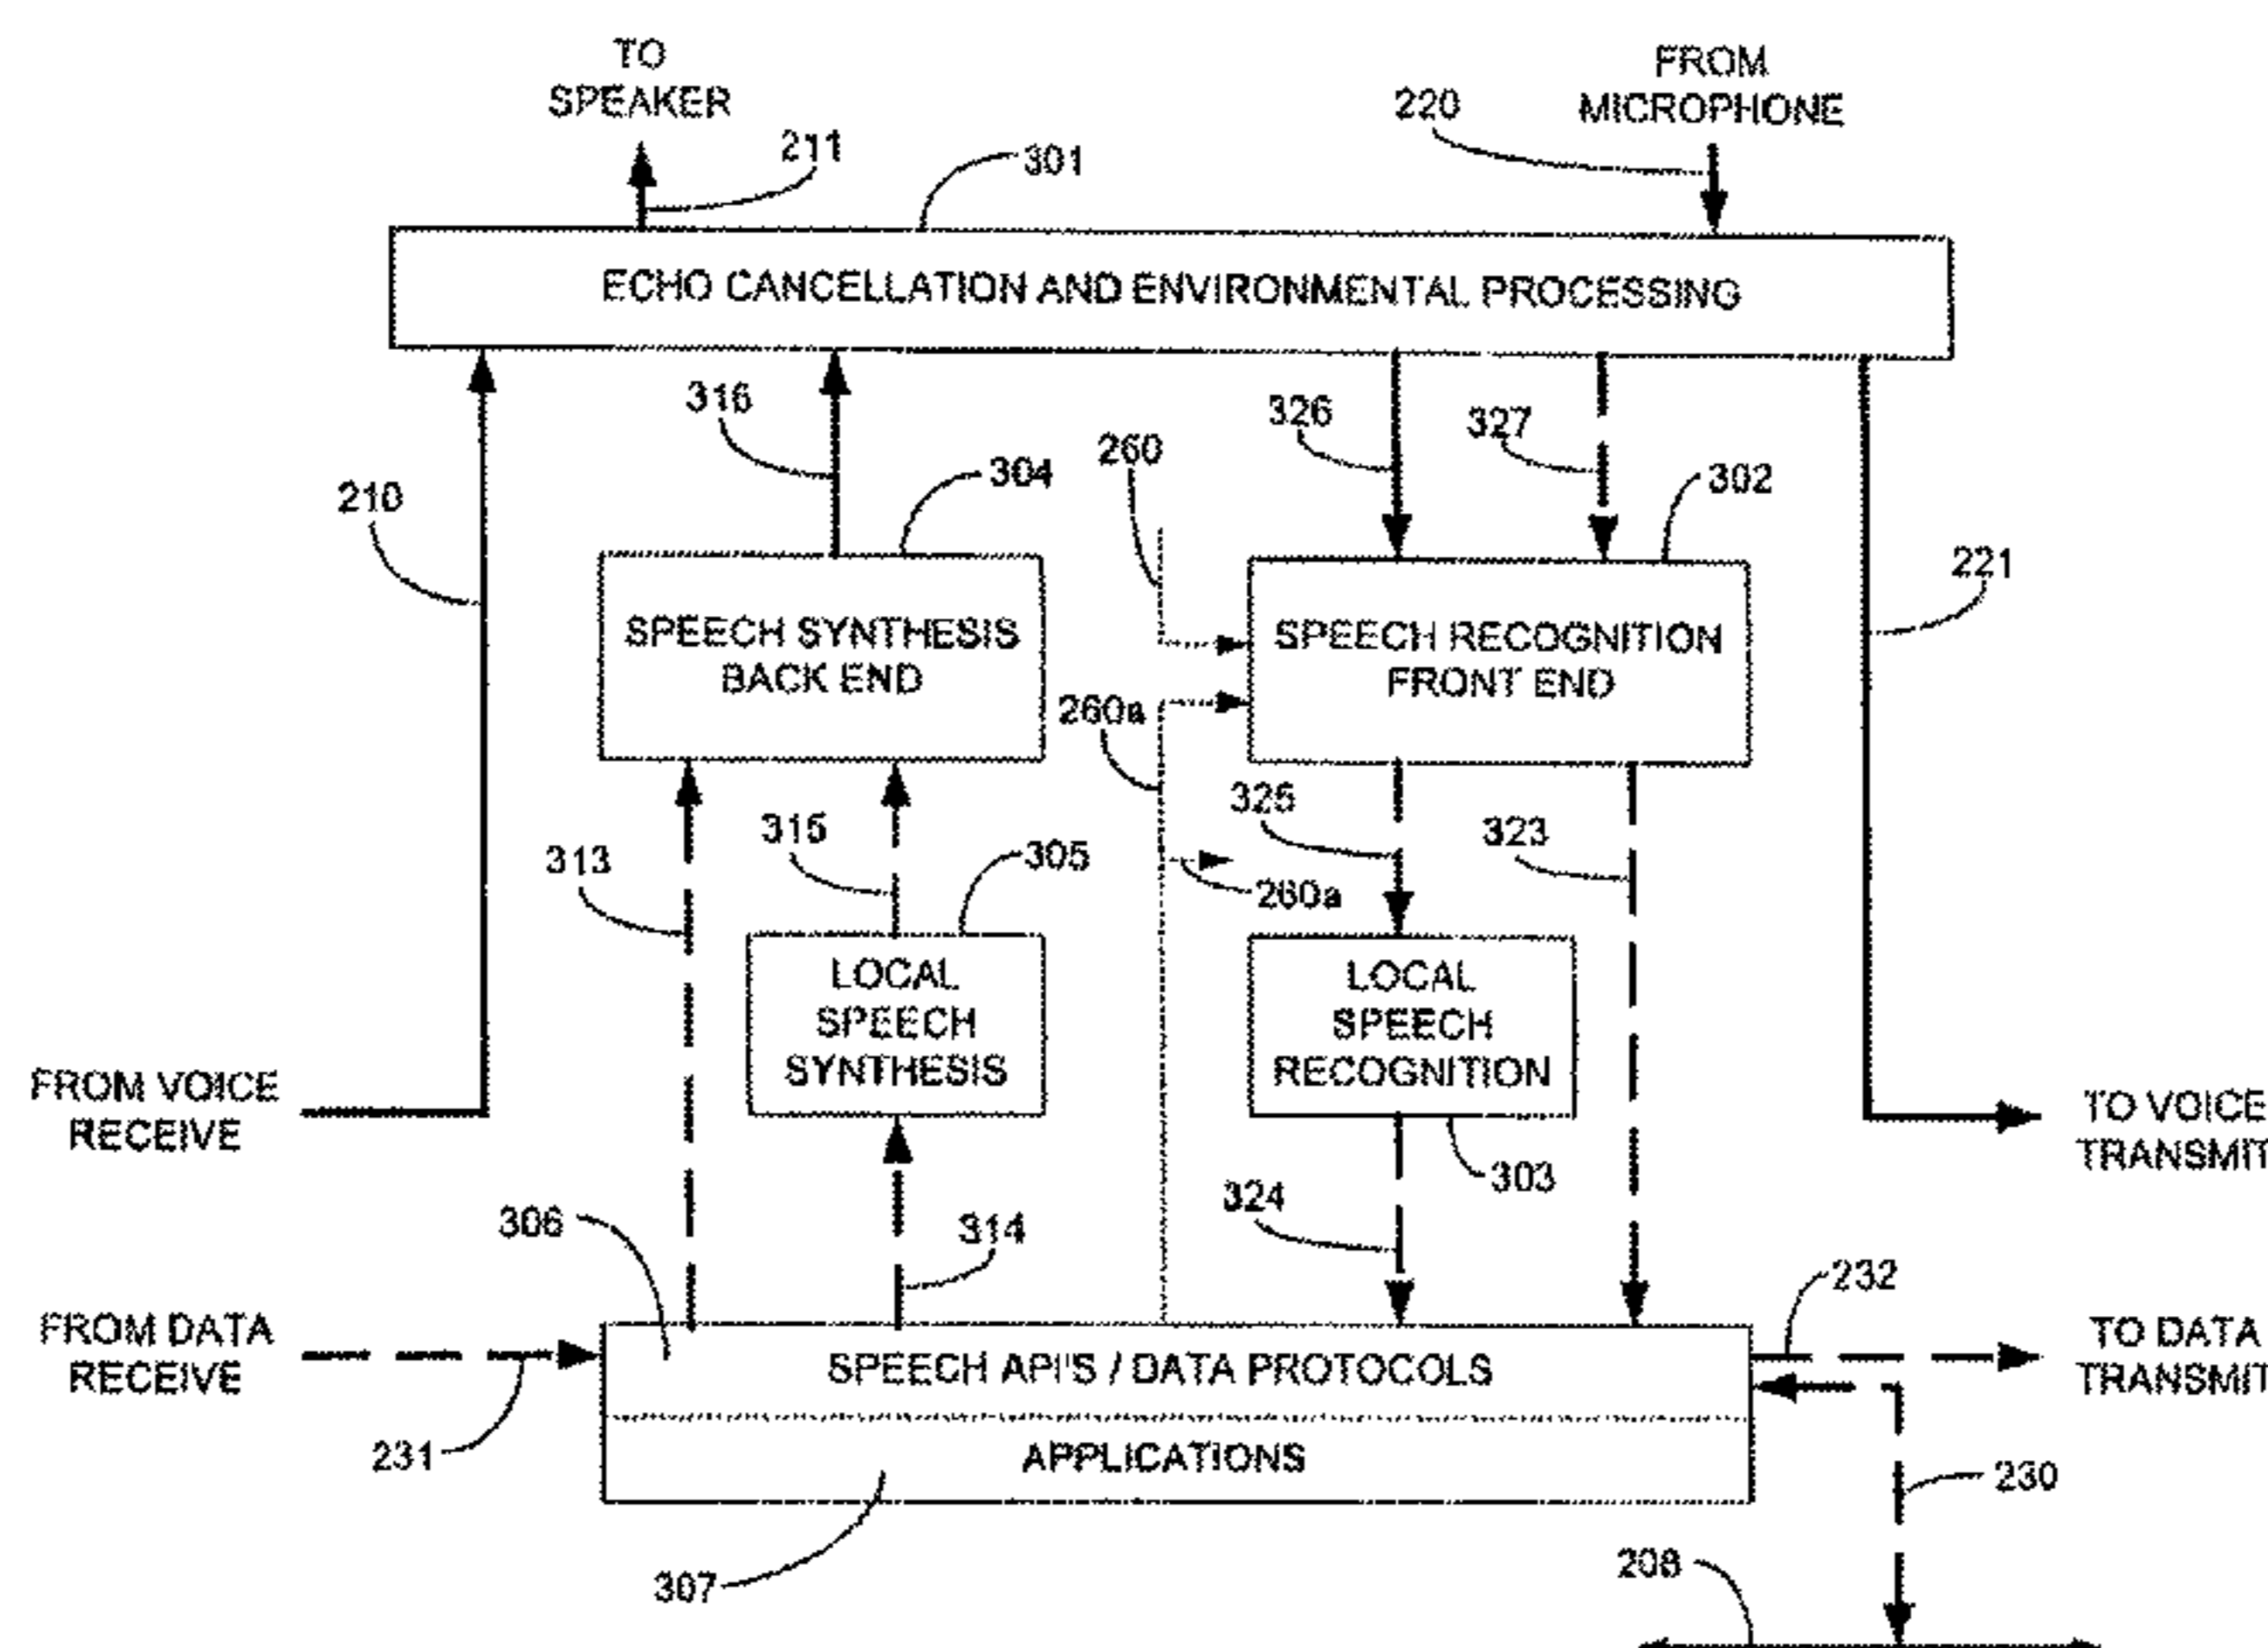 TO
SPEAKER
FROM
MICROPHONE
220
211
301
ECHO CANCELLATION AND ENVIRONMENTAL PROCESSING
316
326
327
260
304
302
210
221
SPEECH SYNTHESIS
BACK END
SPEECH RECOGNITION
FRONT END
260a
325
315
323
313
305
260a
LOCAL
SPEECH
SYNTHESIS
LOCAL
SPEECH
RECOGNITION
FROM VOICE
RECEIVE
TO VOICE
TRANSMIT
303
324
306
314
232
FROM DATA
RECEIVE
TO DATA
TRANSMIT
SPEECH API'S / DATA PROTOCOLS
231
APPLICATIONS
230
307
208